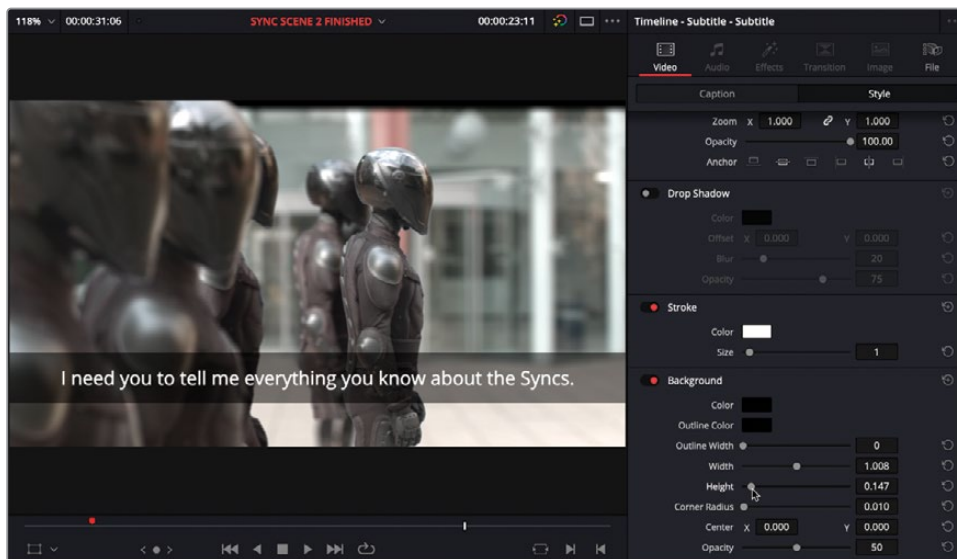 118% 00:00:31:06 SYNC SCENE 2 FINISHED 00:00:23:11 Timeline - Subtitle - Subtitle
Video Audio Effects Transition Image File
Caption Style
Zoom X 1.000 Y 1.000
Opacity 100.00
Anchor
Drop Shadow
Color
Offset X 0.000 Y 0.000
Blur 20
Opacity 75
Stroke
Color
Size 1
I need you to tell me everything you know about the Syncs.
Background
Color
Outline Color
Outline Width 0
Width 1.008
Height 0.147
Corner Radius 0.010
Center X 0.000 Y 0.000
Opacity 50